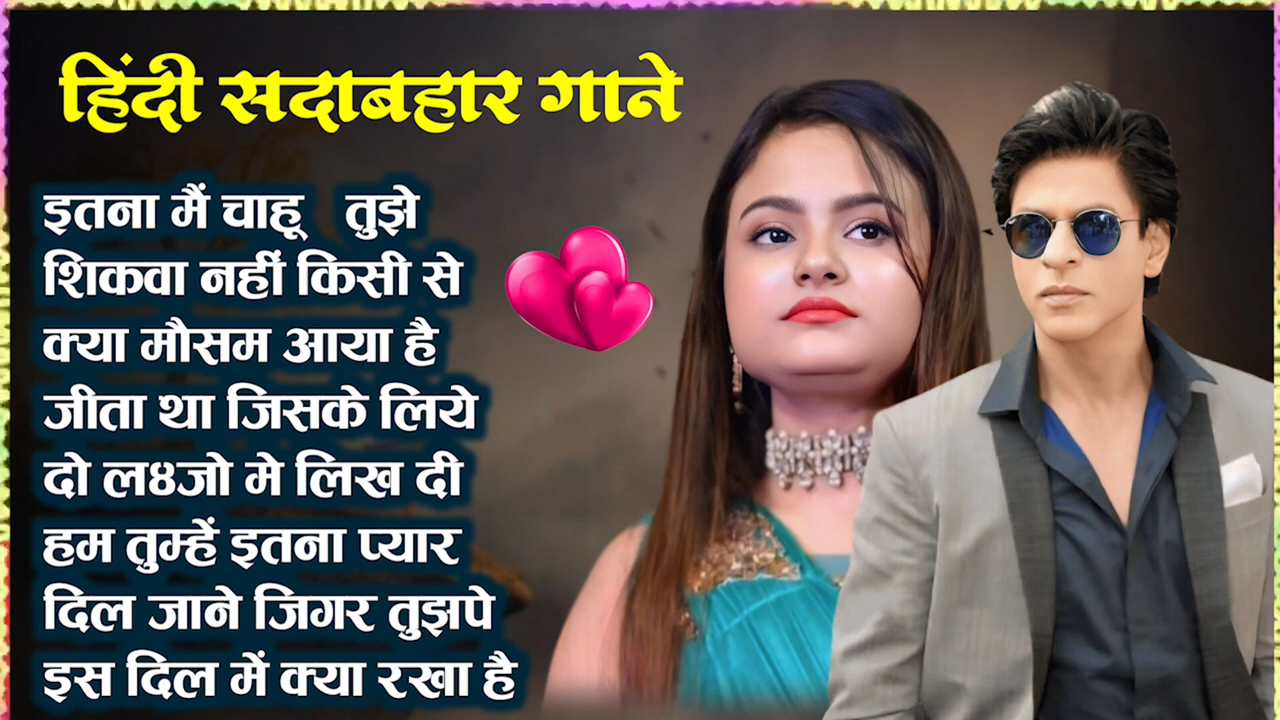 हिंदी सदाबहार गाने
इतना मैं चाहू तुझे
शिकवा नहीं किसी से
क्या मौसम आया है
जीता था जिसके लिये
दो ल४जो मे लिख दी
हम तुम्हें इतना प्यार
दिल जाने जिगर तुझपे
इस दिल में क्या रखा है